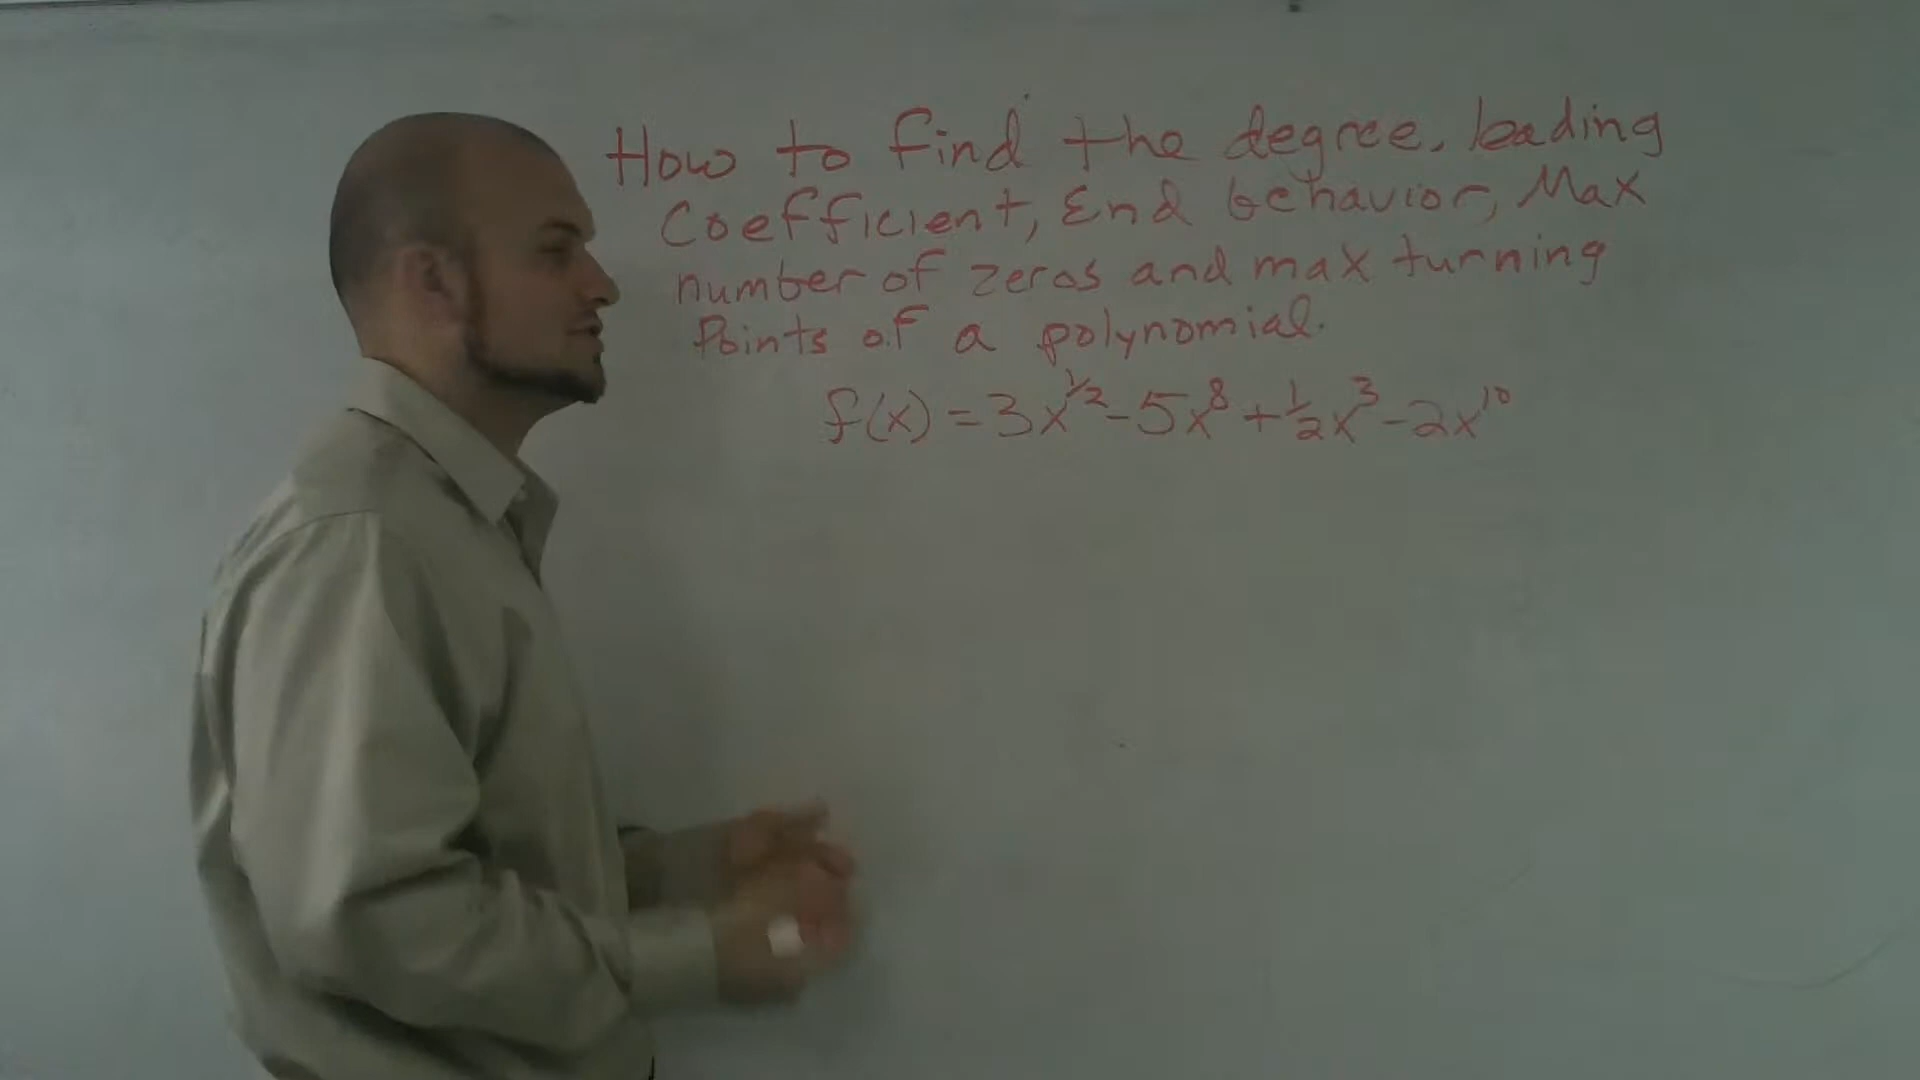 How to find the degree, leading
Coefficient, End behavior, Max
number of zeros and max turning
Points of a polynomial.
f(x) = 3x^1/2 - 5x^8 + 1/2x^3 - 2x^10